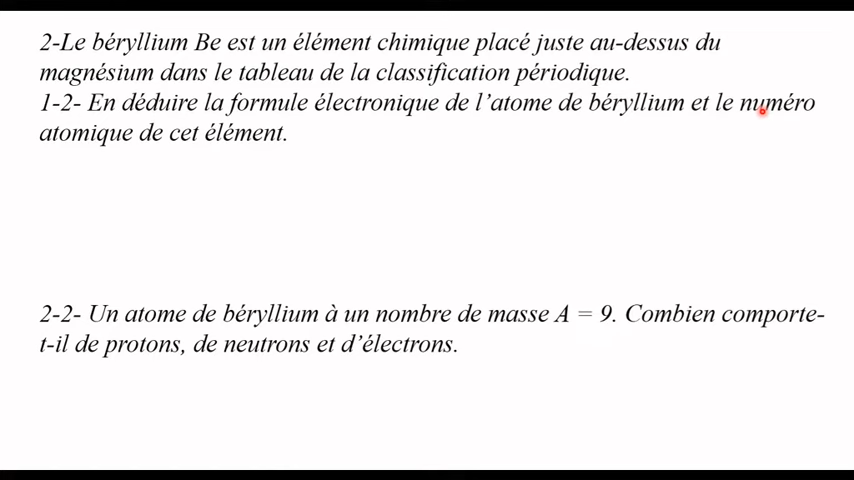 2-Le béryllium Be est un élément chimique placé juste au-dessus du
magnésium dans le tableau de la classification périodique.
1-2- En déduire la formule électronique de l’atome de béryllium et le numéro
atomique de cet élément.
2-2- Un atome de béryllium à un nombre de masse A = 9. Combien comporte-
t-il de protons, de neutrons et d’électrons.